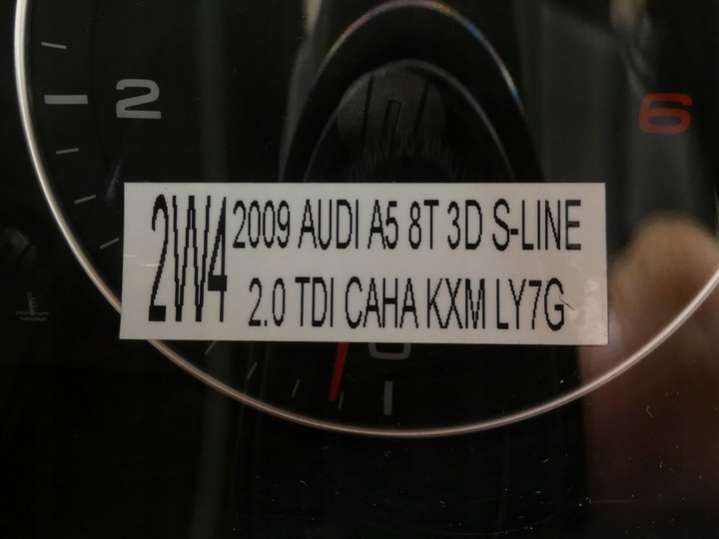 2
6
2W4
2009 AUDI A5 8T 3D S-LINE
2.0 TDI CAHA KXM LY7G